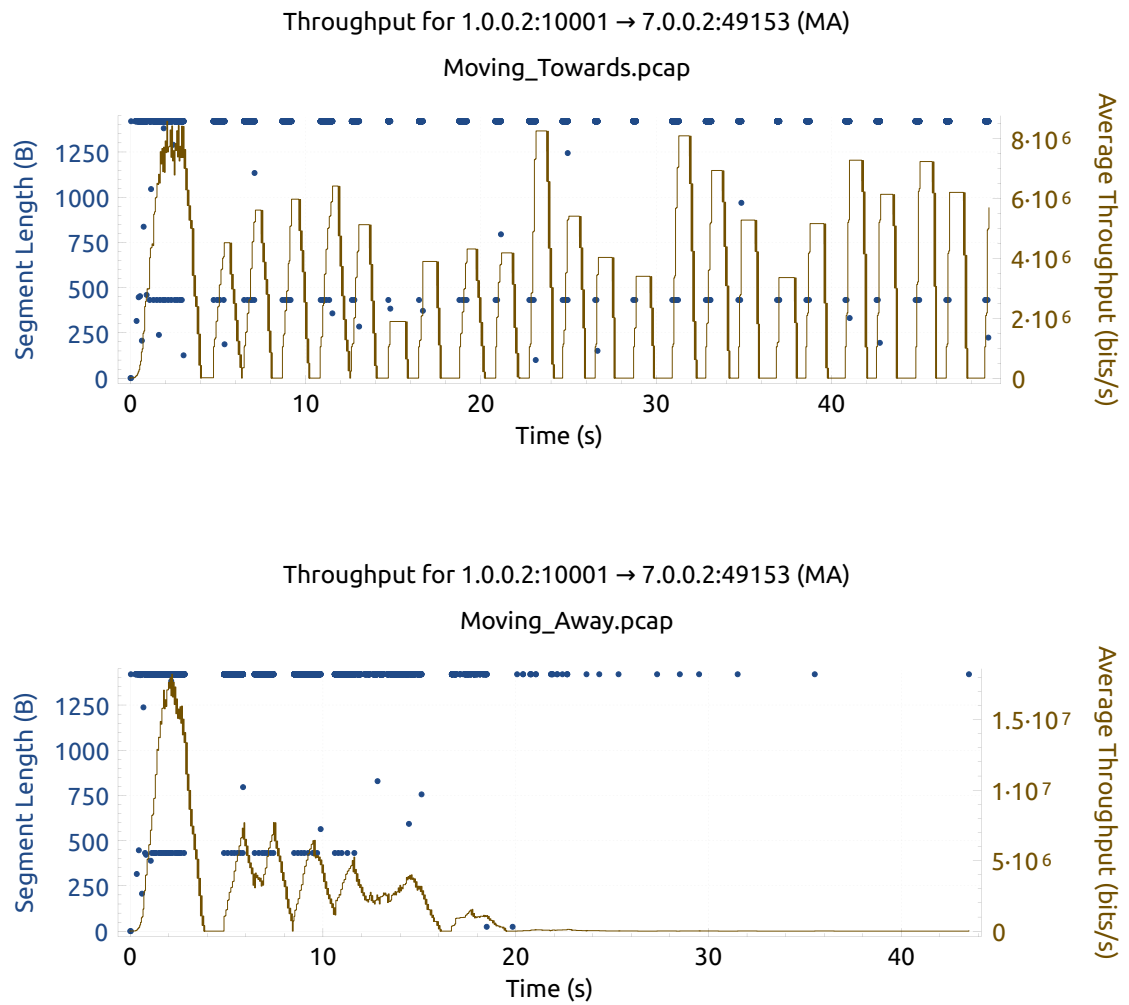 Throughput for 1.0.0.2:10001 → 7.0.0.2:49153 (MA)
Moving_Towards.pcap
Segment Length (B)
1250
1000
750
500
250
0
Average Throughput (bits/s)
8·10⁶
6·10⁶
4·10⁶
2·10⁶
0
0 10 20 30 40
Time (s)
Throughput for 1.0.0.2:10001 → 7.0.0.2:49153 (MA)
Moving_Away.pcap
Segment Length (B)
1250
1000
750
500
250
0
Average Throughput (bits/s)
1.5·10⁷
1·10⁷
5·10⁶
0
0 10 20 30 40
Time (s)